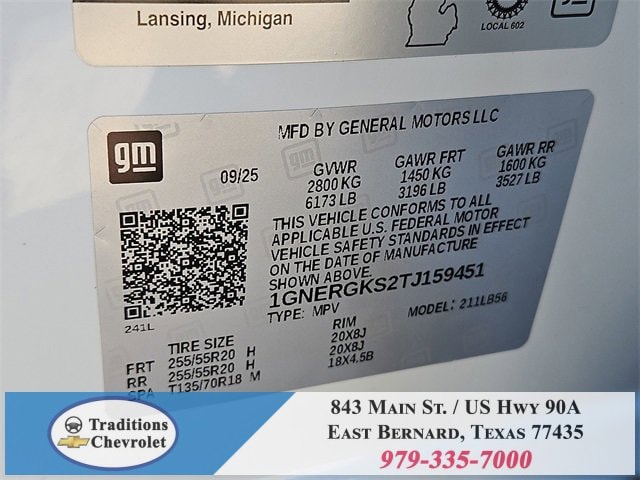 Lansing, Michigan
LOCAL 602
gm
MFD BY GENERAL MOTORS LLC
09/25
GVWR
2800 KG
6173 LB
GAWR FRT
1450 KG
3196 LB
GAWR RR
1600 KG
3527 LB
THIS VEHICLE CONFORMS TO ALL
APPLICABLE U.S. FEDERAL MOTOR
VEHICLE SAFETY STANDARDS IN EFFECT
ON THE DATE OF MANUFACTURE
SHOWN ABOVE.
1GNERGKS2TJ159451
TYPE: MPV
MODEL: 211LB56
241L
TIRE SIZE
RIM
FRT 255/55R20 H 20X8J
RR 255/55R20 H 20X8J
SPA T135/70R18 M 18X4.5B
Traditions
Chevrolet
843 Main St. / US Hwy 90A
East Bernard, Texas 77435
979-335-7000